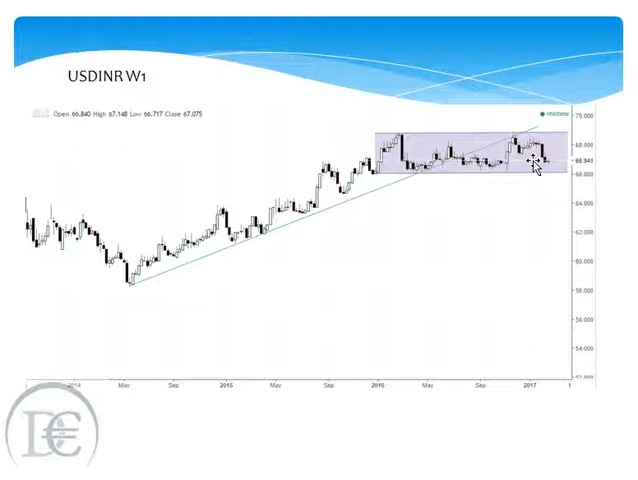 USDINR W1
Open 66.840 High 67.148 Low 66.717 Close 67.075
realtime
70.000
68.000
66.941
66.000
64.000
62.000
60.000
58.000
56.000
54.000
52.000
2014 May Sep 2015 May Sep 2016 May Sep 2017